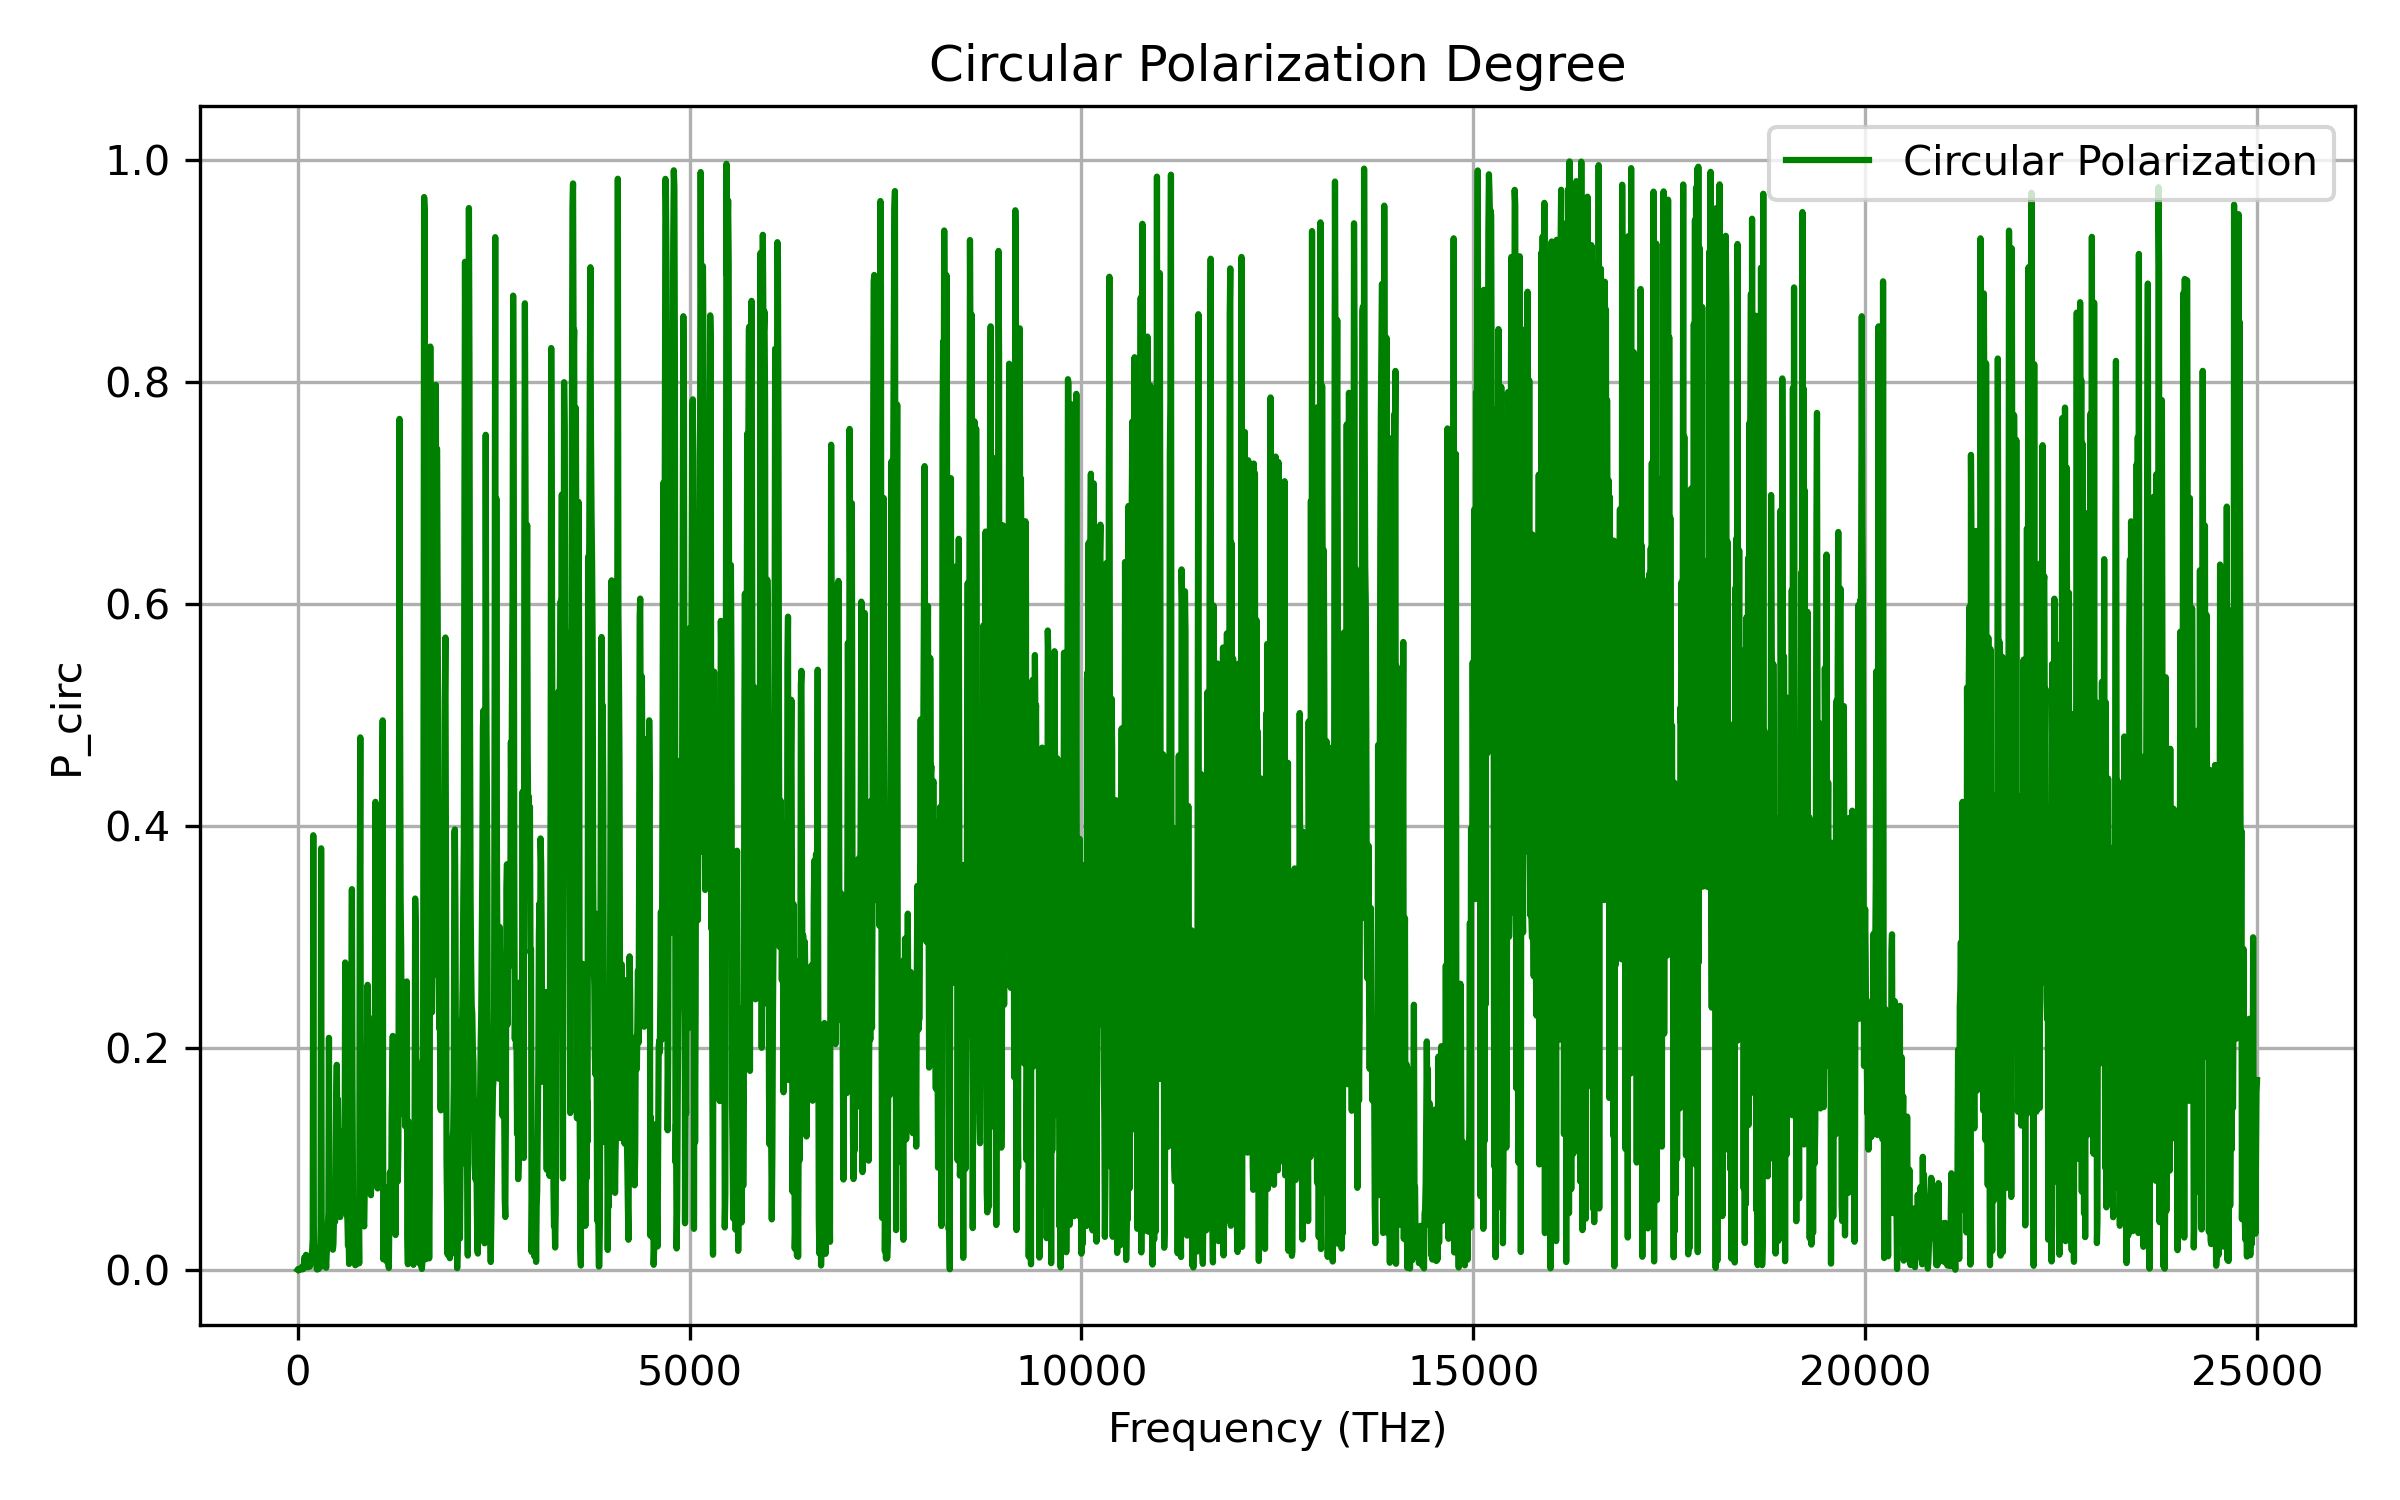 Circular Polarization Degree
Circular Polarization
1.0
0.8
0.6
0.4
0.2
0.0
P_circ
0 5000 10000 15000 20000 25000
Frequency (THz)